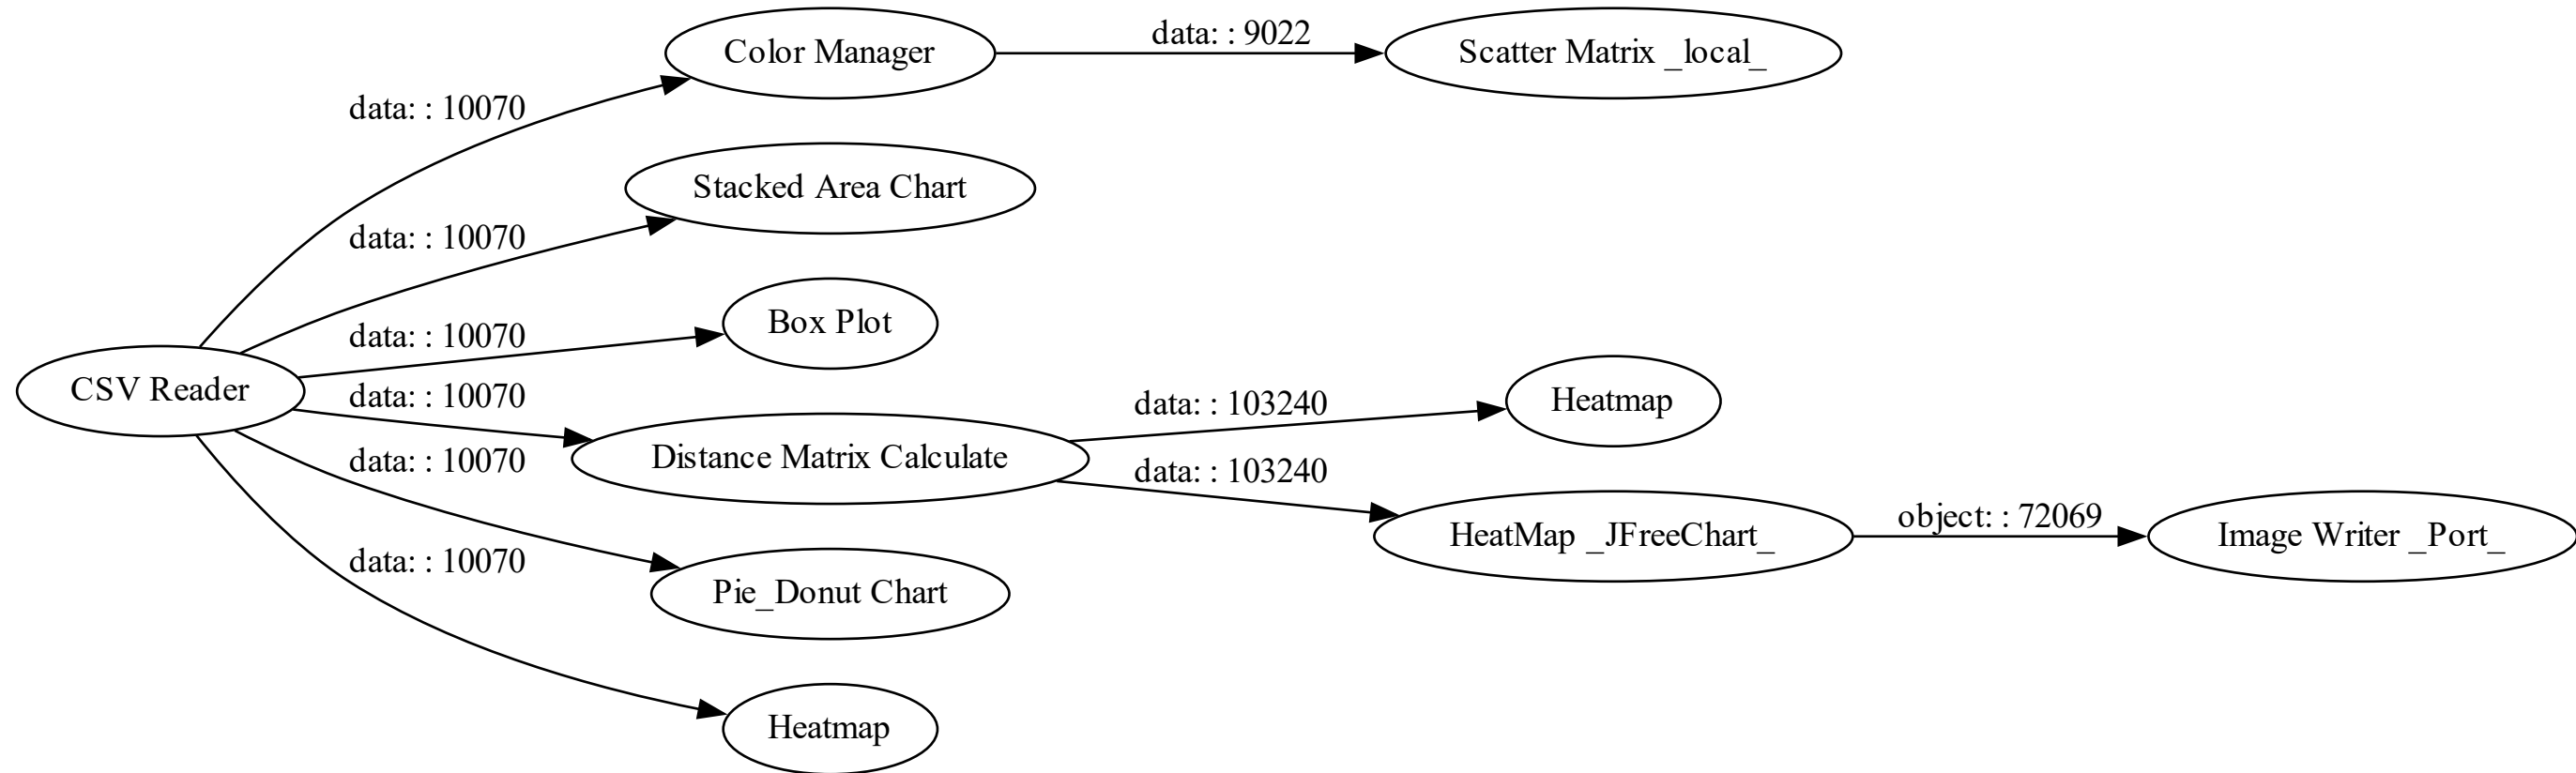 Color Manager
data: : 9022
Scatter Matrix _local_
data: : 10070
Stacked Area Chart
data: : 10070
Box Plot
data: : 10070
CSV Reader
data: : 10070
Distance Matrix Calculate
data: : 103240
Heatmap
data: : 103240
HeatMap _JFreeChart_
object: : 72069
Image Writer _Port_
data: : 10070
Pie_Donut Chart
data: : 10070
Heatmap